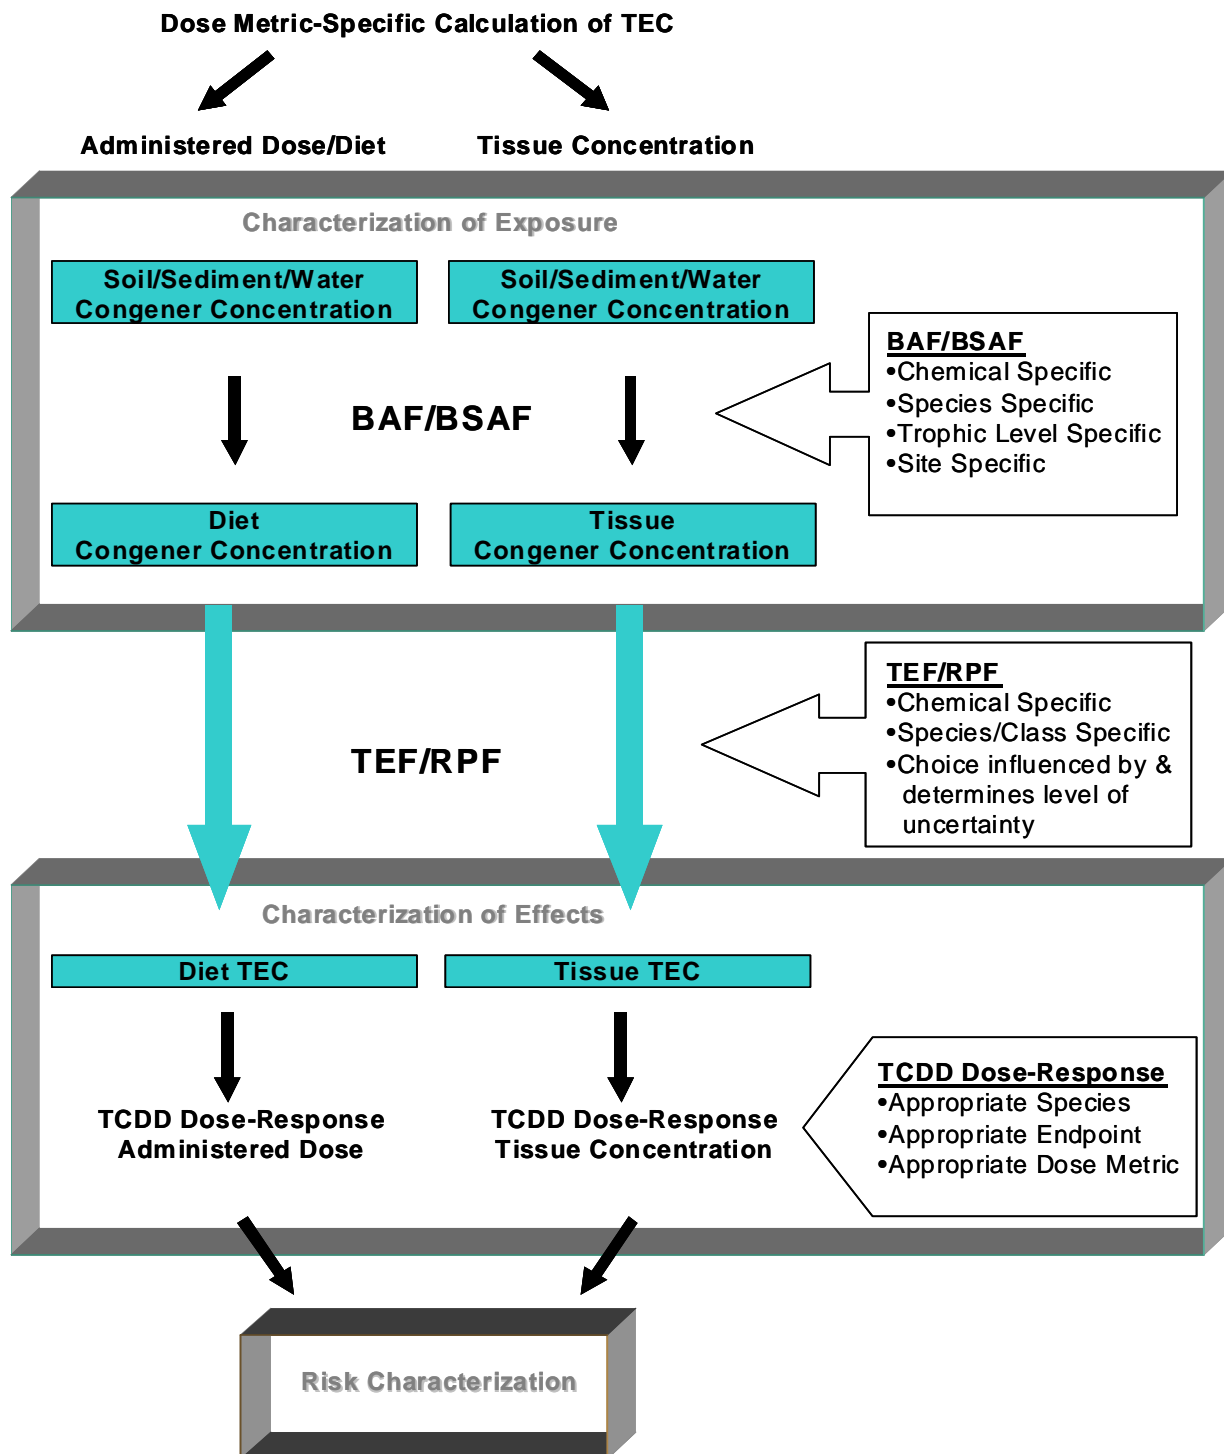 Dose Metric-Specific Calculation of TEC
Administered Dose/Diet
Tissue Concentration
Characterization of Exposure
Soil/Sediment/Water
Congener Concentration
Soil/Sediment/Water
Congener Concentration
BAF/BSAF
BAF/BSAF
•Chemical Specific
•Species Specific
•Trophic Level Specific
•Site Specific
Diet
Congener Concentration
Tissue
Congener Concentration
TEF/RPF
TEF/RPF
•Chemical Specific
•Species/Class Specific
•Choice influenced by &
determines level of
uncertainty
Characterization of Effects
Diet TEC
Tissue TEC
TCDD Dose-Response
Administered Dose
TCDD Dose-Response
Tissue Concentration
TCDD Dose-Response
•Appropriate Species
•Appropriate Endpoint
•Appropriate Dose Metric
Risk Characterization